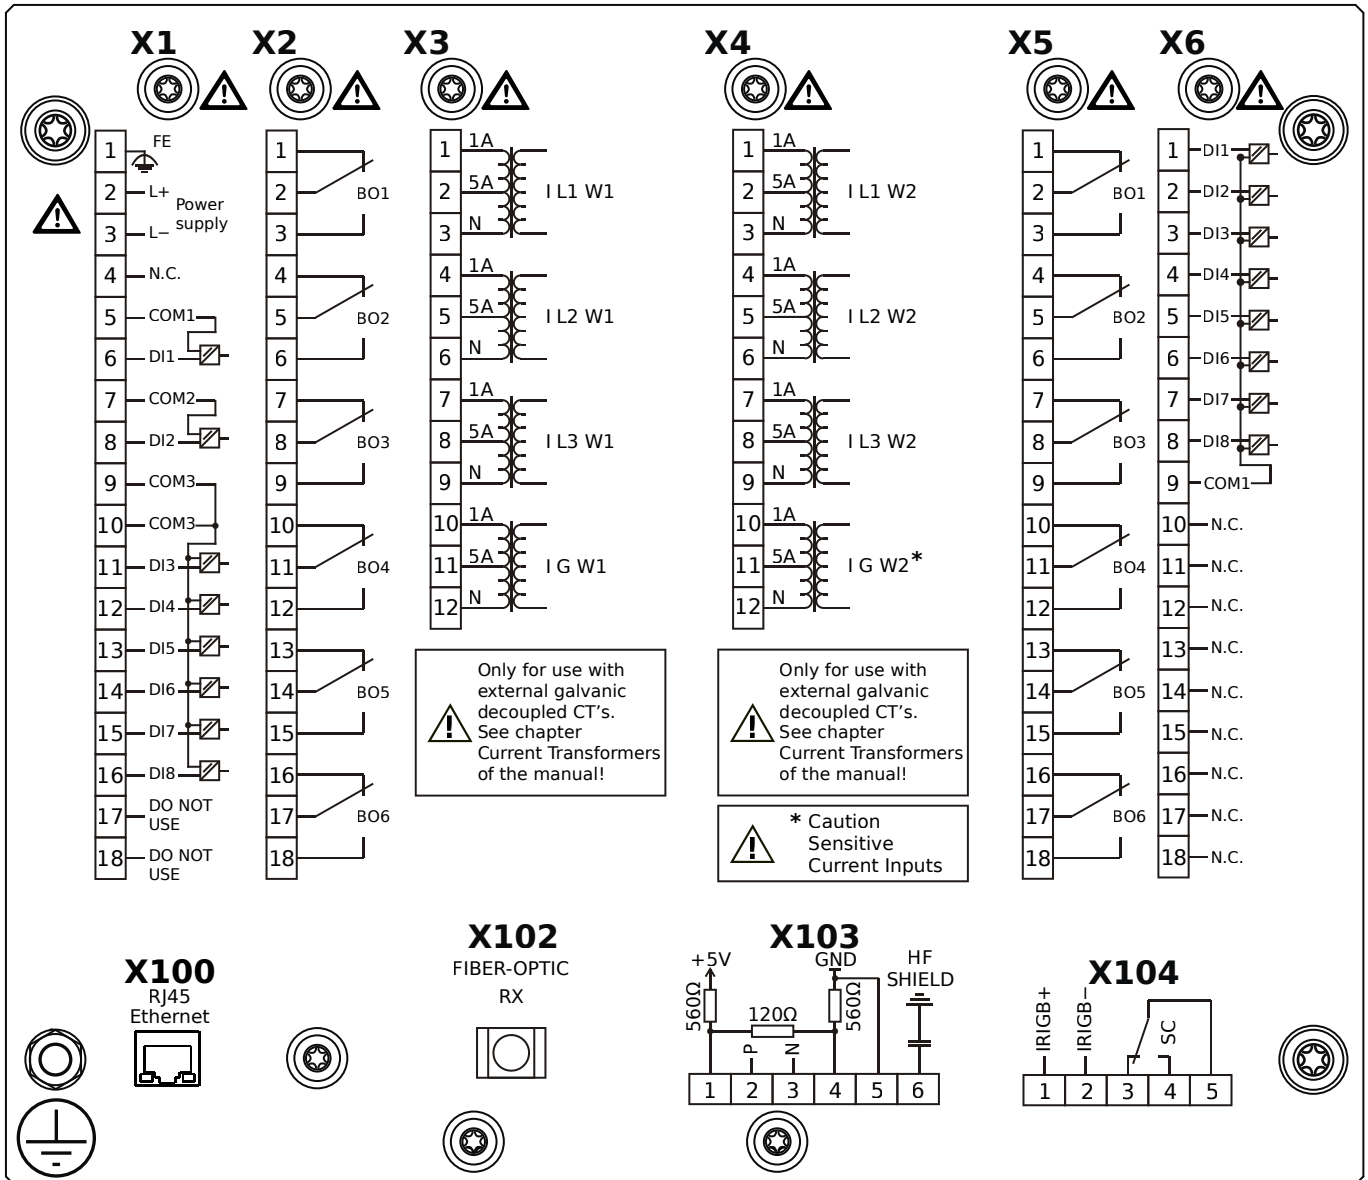 X1 X2 X3 X4 X5 X6
1 FE
2 L+
Power
supply
3 L−
4 N.C.
5 COM1
6 DI1
7 COM2
8 DI2
9 COM3
10 COM3
11 DI3
12 DI4
13 DI5
14 DI6
15 DI7
16 DI8
17 DO NOT
USE
18 DO NOT
USE
1
2 BO1
3
4
5 BO2
6
7
8 BO3
9
10
11 BO4
12
13
14 BO5
15
16
17 BO6
18
1 1A
2 5A I L1 W1
3 N
4 1A
5 5A I L2 W1
6 N
7 1A
8 5A I L3 W1
9 N
10 1A
11 5A I G W1
12 N
Only for use with
external galvanic
decoupled CT's.
See chapter
Current Transformers
of the manual!
1 1A
2 5A I L1 W2
3 N
4 1A
5 5A I L2 W2
6 N
7 1A
8 5A I L3 W2
9 N
10 1A
11 5A I G W2*
12 N
Only for use with
external galvanic
decoupled CT's.
See chapter
Current Transformers
of the manual!
* Caution
Sensitive
Current Inputs
1
2 BO1
3
4
5 BO2
6
7
8 BO3
9
10
11 BO4
12
13
14 BO5
15
16
17 BO6
18
1 DI1
2 DI2
3 DI3
4 DI4
5 DI5
6 DI6
7 DI7
8 DI8
9 COM1
10 N.C.
11 N.C.
12 N.C.
13 N.C.
14 N.C.
15 N.C.
16 N.C.
17 N.C.
18 N.C.
X100
RJ45
Ethernet
X102
FIBER-OPTIC
RX
X103
+5V GND HF
SHIELD
560Ω 120Ω 560Ω
P N
1 2 3 4 5 6
X104
IRIGB+ IRIGB− SC
1 2 3 4 5